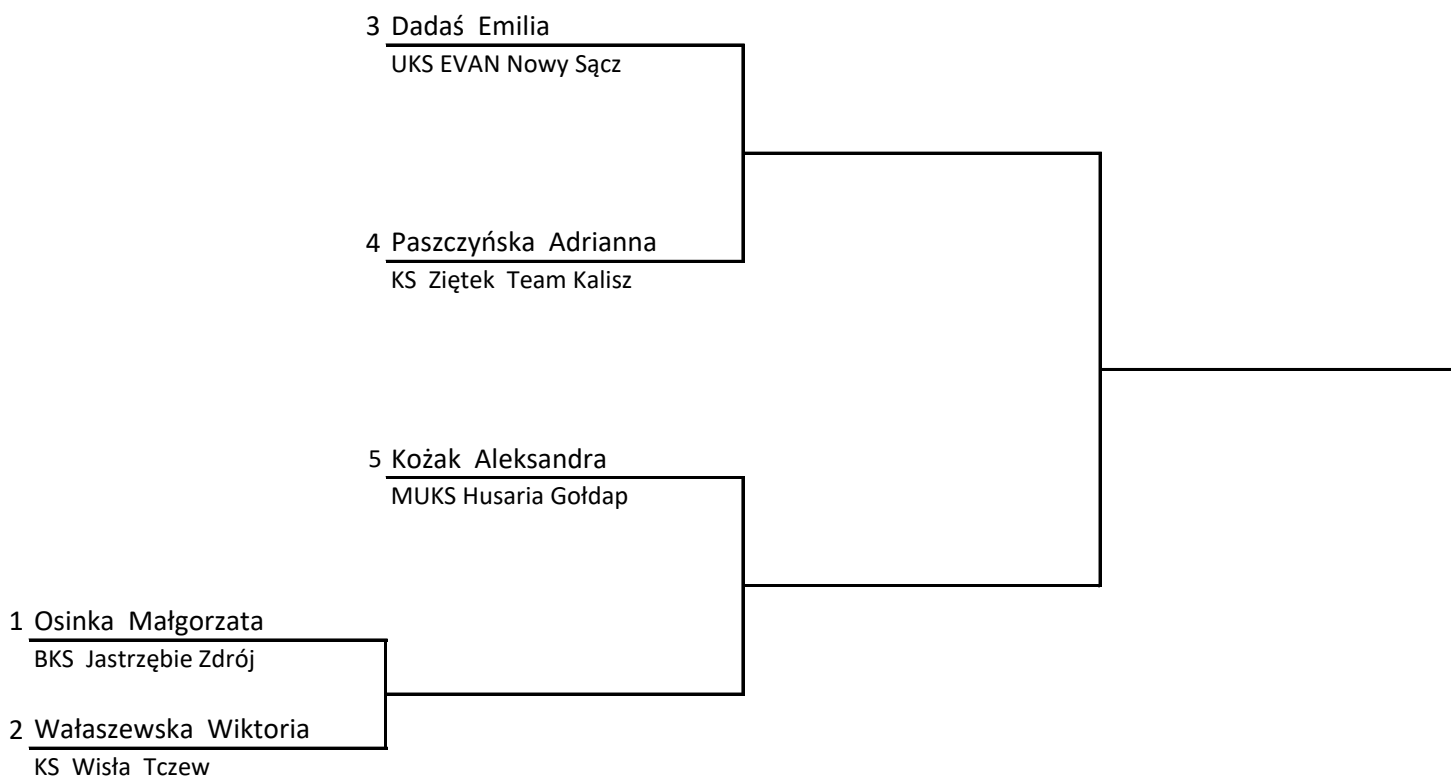 3 Dadaś Emilia
UKS EVAN Nowy Sącz
4 Paszczyńska Adrianna
KS Ziętek Team Kalisz
5 Kożak Aleksandra
MUKS Husaria Gołdap
1 Osinka Małgorzata
BKS Jastrzębie Zdrój
2 Wałaszewska Wiktoria
KS Wisła Tczew